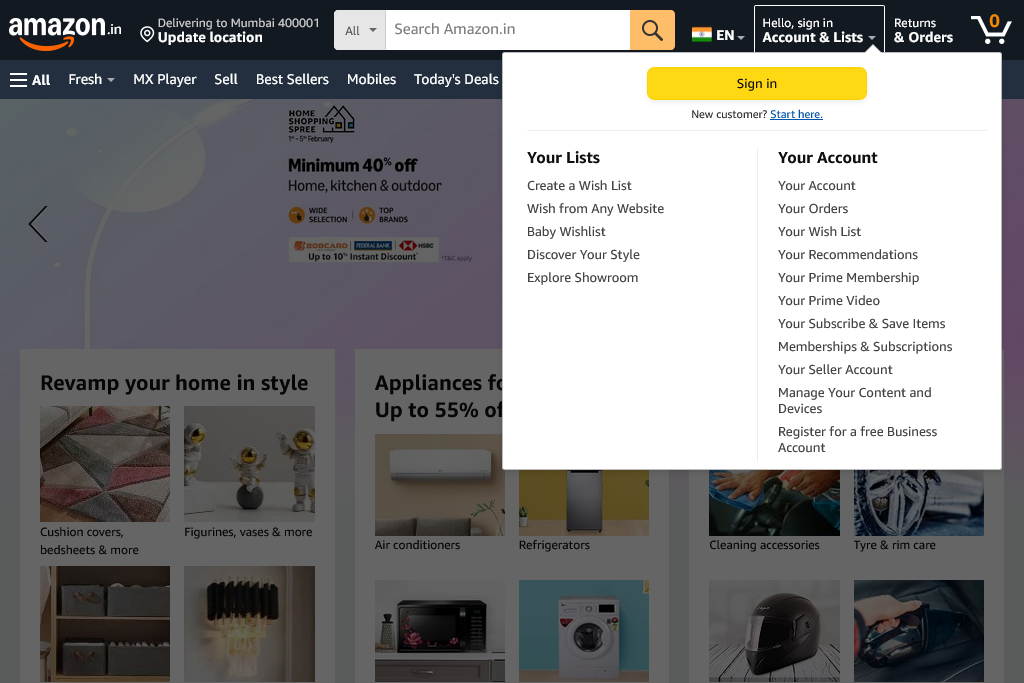 amazon.in
Delivering to Mumbai 400001
Update location
All
Search Amazon.in
EN
Hello, sign in
Account & Lists
Returns
& Orders
0
All
Fresh
MX Player
Sell
Best Sellers
Mobiles
Today's Deals
Sign in
New customer? Start here.
Your Lists
Create a Wish List
Wish from Any Website
Baby Wishlist
Discover Your Style
Explore Showroom
Your Account
Your Account
Your Orders
Your Wish List
Your Recommendations
Your Prime Membership
Your Prime Video
Your Subscribe & Save Items
Memberships & Subscriptions
Your Seller Account
Manage Your Content and
Devices
Register for a free Business
Account
HOME
SHOPPING
SPREE
1st - 5th February
Minimum 40% off
Home, kitchen & outdoor
WIDE
SELECTION
TOP
BRANDS
BOBCARD
FEDERAL BANK
HSBC
Up to 10% Instant Discount*
*T&C apply
Revamp your home in style
Cushion covers,
bedsheets & more
Figurines, vases & more
Appliances fo
Up to 55% of
Air conditioners
Refrigerators
Cleaning accessories
Tyre & rim care